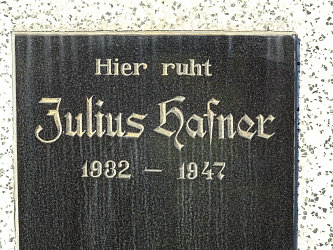 Hier ruht
Julius Hafner
1932 – 1947